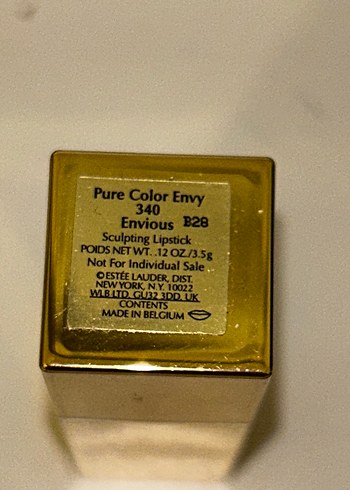 Pure Color Envy
340
Envious B28
Sculpting Lipstick
POIDS NET WT. .12 OZ./3.5g
Not For Individual Sale
©ESTÉE LAUDER, DIST.
NEW YORK, N.Y. 10022
WLB LTD, GU32 3DD, UK
CONTENTS
MADE IN BELGIUM